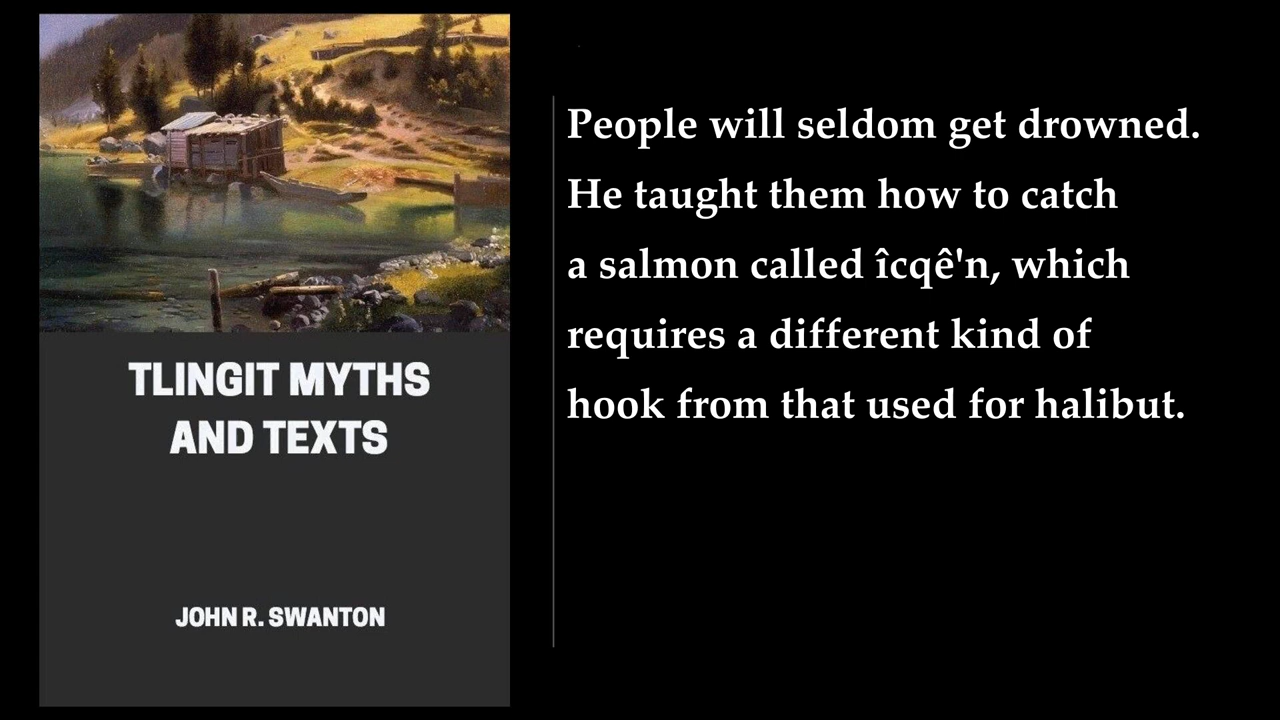 TLINGIT MYTHS
AND TEXTS
JOHN R. SWANTON
People will seldom get drowned.
He taught them how to catch
a salmon called îcqê'n, which
requires a different kind of
hook from that used for halibut.